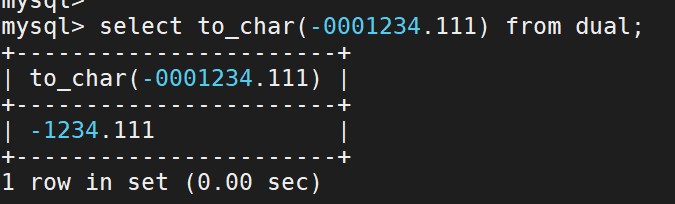 mysql>
mysql> select to_char(-0001234.111) from dual;
+-----------------------+
| to_char(-0001234.111) |
+-----------------------+
| -1234.111             |
+-----------------------+
1 row in set (0.00 sec)